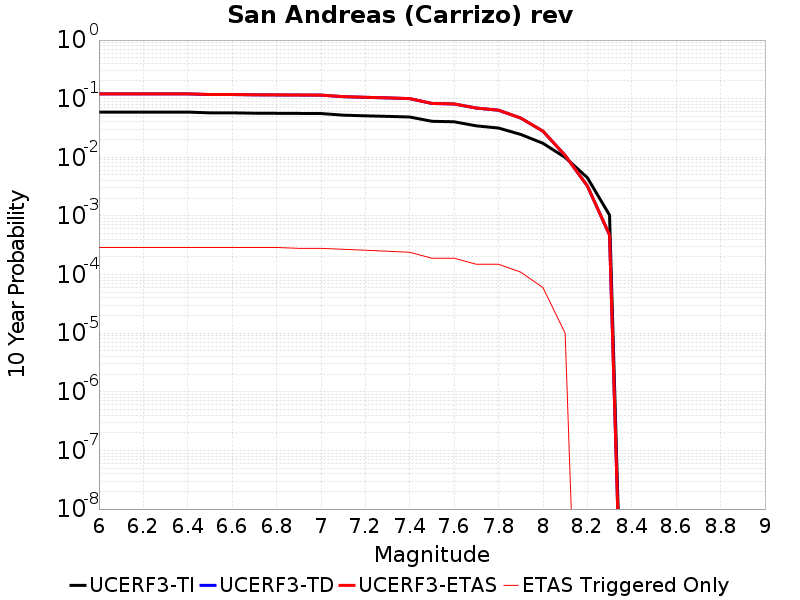 San Andreas (Carrizo) rev
10^0
10^-1
10^-2
10^-3
10^-4
10^-5
10^-6
10^-7
10^-8
10 Year Probability
6 6.2 6.4 6.6 6.8 7 7.2 7.4 7.6 7.8 8 8.2 8.4 8.6 8.8 9
Magnitude
UCERF3-TI UCERF3-TD UCERF3-ETAS ETAS Triggered Only